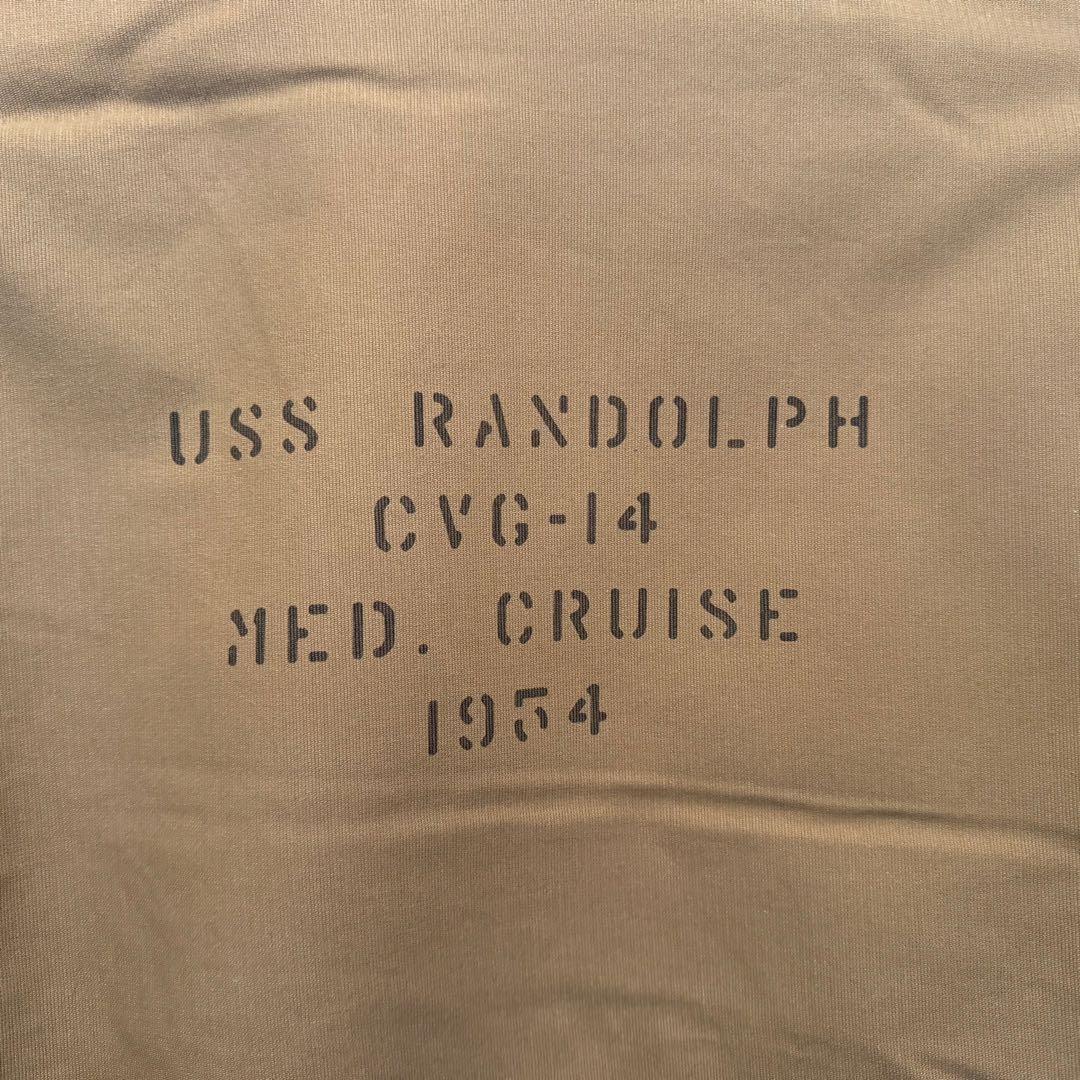 USS RANDOLPH
CVG-14
MED. CRUISE
1954